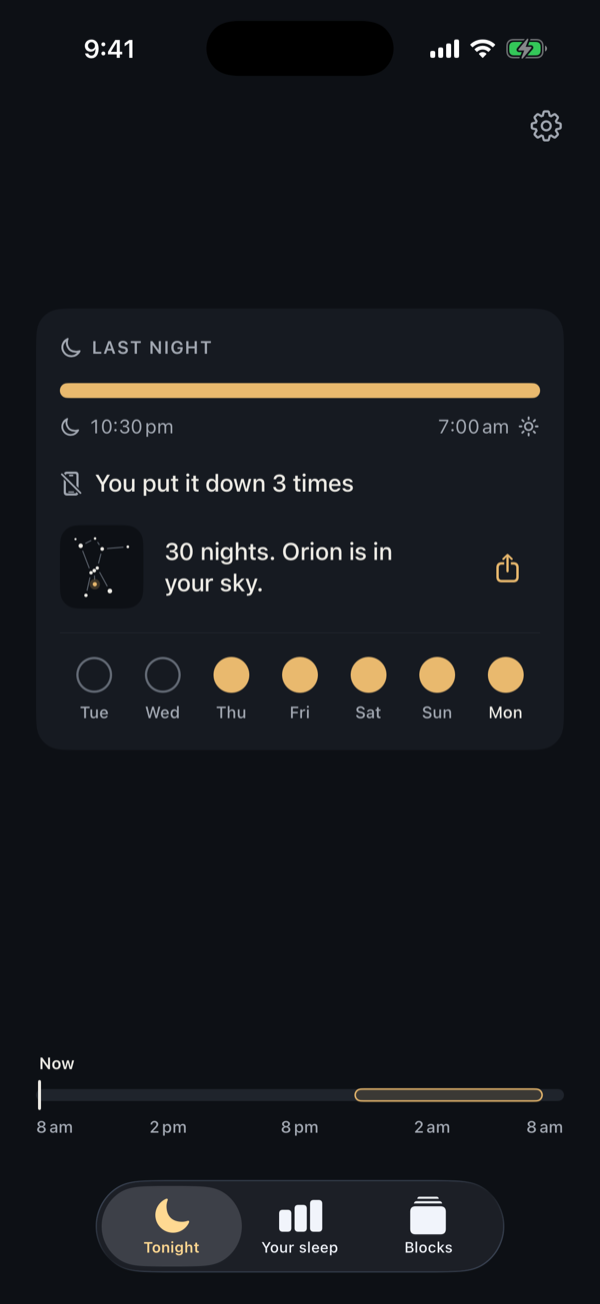 9:41
LAST NIGHT
10:30 pm
7:00 am
You put it down 3 times
30 nights. Orion is in
your sky.
Tue Wed Thu Fri Sat Sun Mon
Now
8 am 2 pm 8 pm 2 am 8 am
Tonight Your sleep Blocks